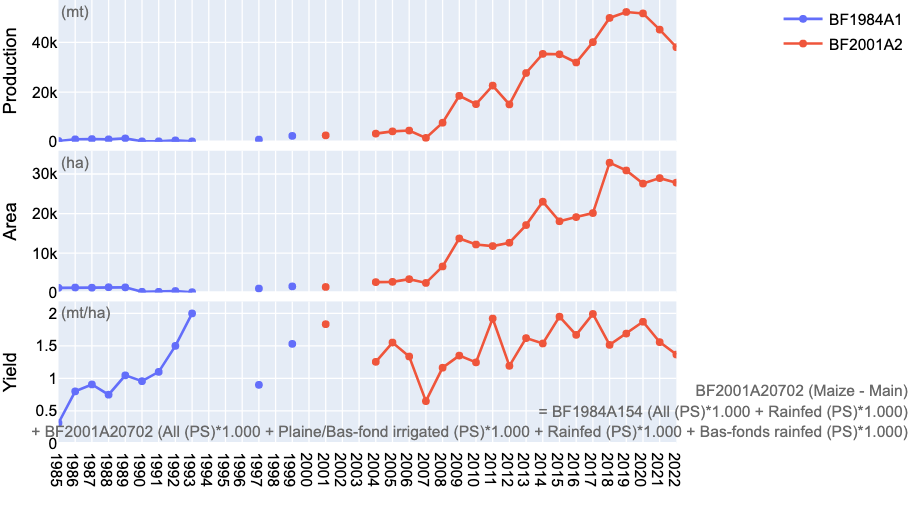 (mt)
Production
40k
20k
0
BF1984A1
BF2001A2
(ha)
Area
30k
20k
10k
0
(mt/ha)
Yield
2
1.5
1
0.5
0
BF2001A20702 (Maize - Main)
= BF1984A154 (All (PS)*1.000 + Rainfed (PS)*1.000)
+ BF2001A20702 (All (PS)*1.000 + Plaine/Bas-fond irrigated (PS)*1.000 + Rainfed (PS)*1.000 + Bas-fonds rainfed (PS)*1.000)
1985
1986
1987
1988
1989
1990
1991
1992
1993
1994
1995
1996
1997
1998
1999
2000
2001
2002
2003
2004
2005
2006
2007
2008
2009
2010
2011
2012
2013
2014
2015
2016
2017
2018
2019
2020
2021
2022